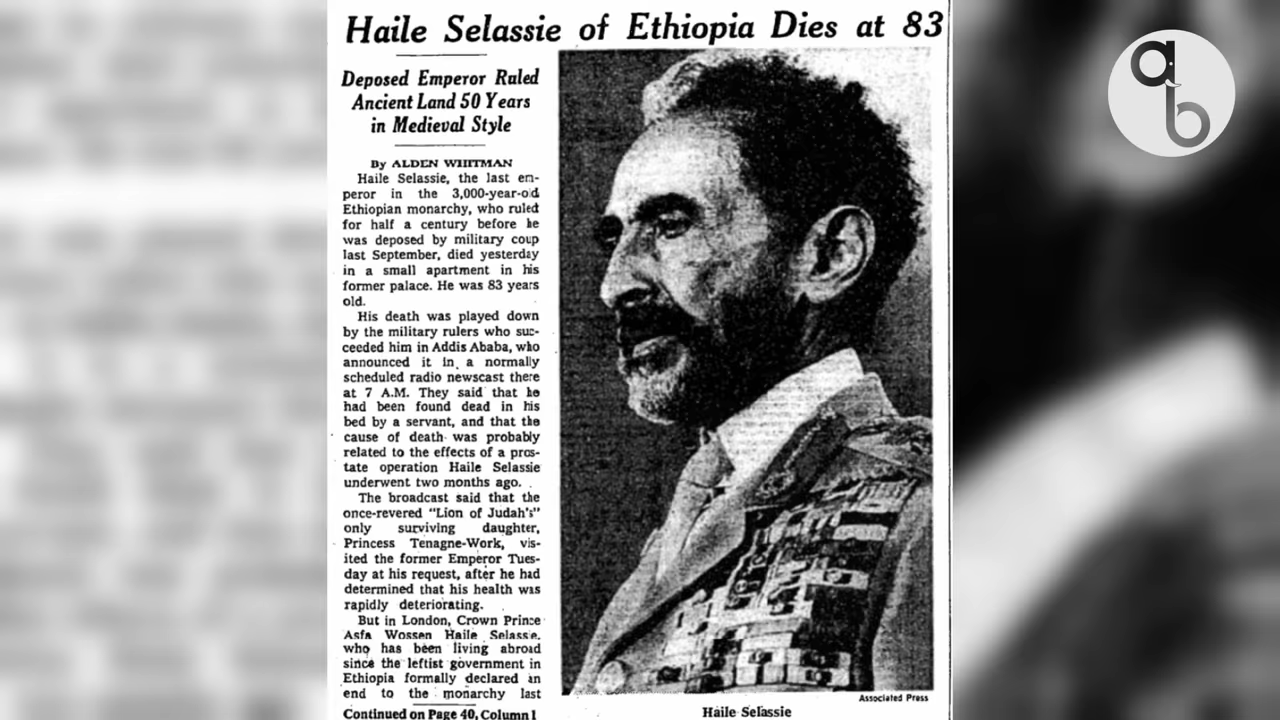 Haile Selassie of Ethiopia Dies at 83
Deposed Emperor Ruled
Ancient Land 50 Years
in Medieval Style
By ALDEN WHITMAN
Haile Selassie, the last em-
peror in the 3,000-year-old
Ethiopian monarchy, who ruled
for half a century before he
was deposed by military coup
last September, died yesterday
in a small apartment in his
former palace. He was 83 years
old.
His death was played down
by the military rulers who suc-
ceeded him in Addis Ababa, who
announced it in a normally
scheduled radio newscast there
at 7 A.M. They said that he
had been found dead in his
bed by a servant, and that the
cause of death was probably
related to the effects of a pros-
tate operation Haile Selassie
underwent two months ago.
The broadcast said that the
once-revered “Lion of Judah's”
only surviving daughter,
Princess Tenagne-Work, vis-
ited the former Emperor Tues-
day at his request, after he had
determined that his health was
rapidly deteriorating.
But in London, Crown Prince
Asfa Wossen Haile Selassie,
who has been living abroad
since the leftist government in
Ethiopia formally declared an
end to the monarchy last
Continued on Page 40, Column 1
Associated Press
Haile Selassie
ab